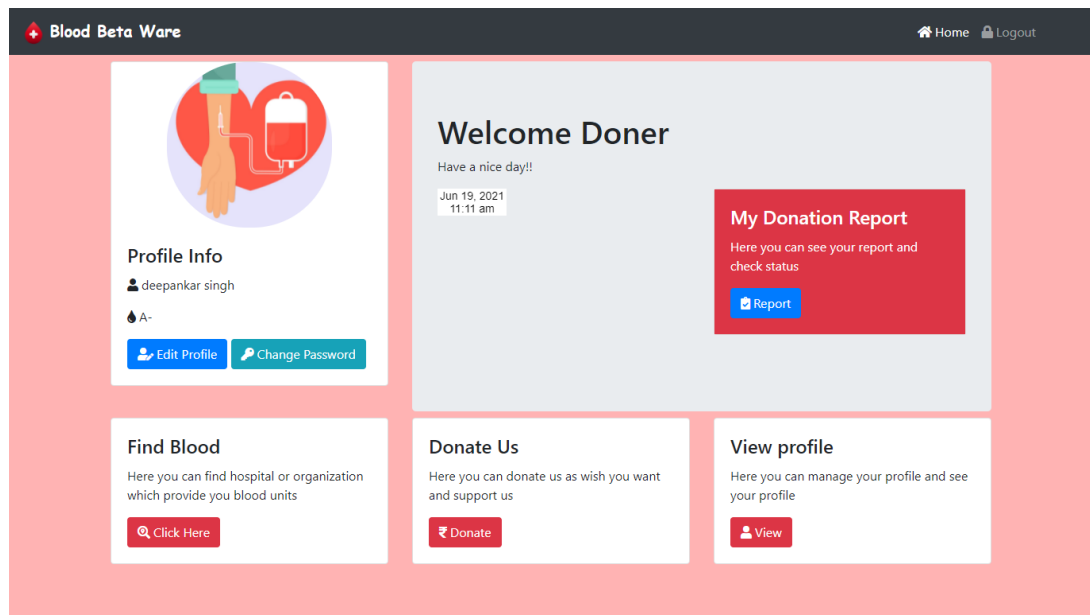 Blood Beta Ware
Home Logout
Welcome Doner
Have a nice day!!
Jun 19, 2021
11:11 am
My Donation Report
Here you can see your report and
check status
Report
Profile Info
deepankar singh
A-
Edit Profile Change Password
Find Blood
Here you can find hospital or organization
which provide you blood units
Click Here
Donate Us
Here you can donate us as wish you want
and support us
₹ Donate
View profile
Here you can manage your profile and see
your profile
View